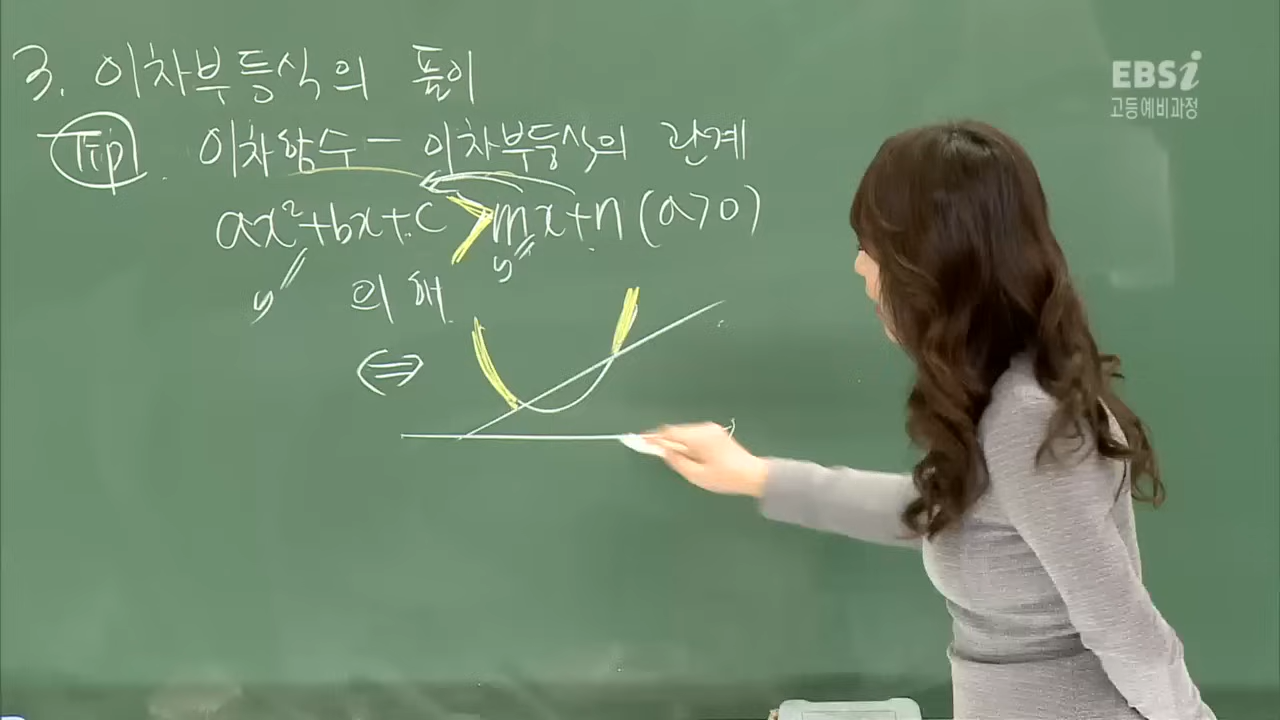 3. 이차부등식의 풀이
Tip. 이차함수 - 이차부등식의 관계
ax²+bx+c > mx+n (a>0)
y y
의 해
⇔
EBSi
고등예비과정